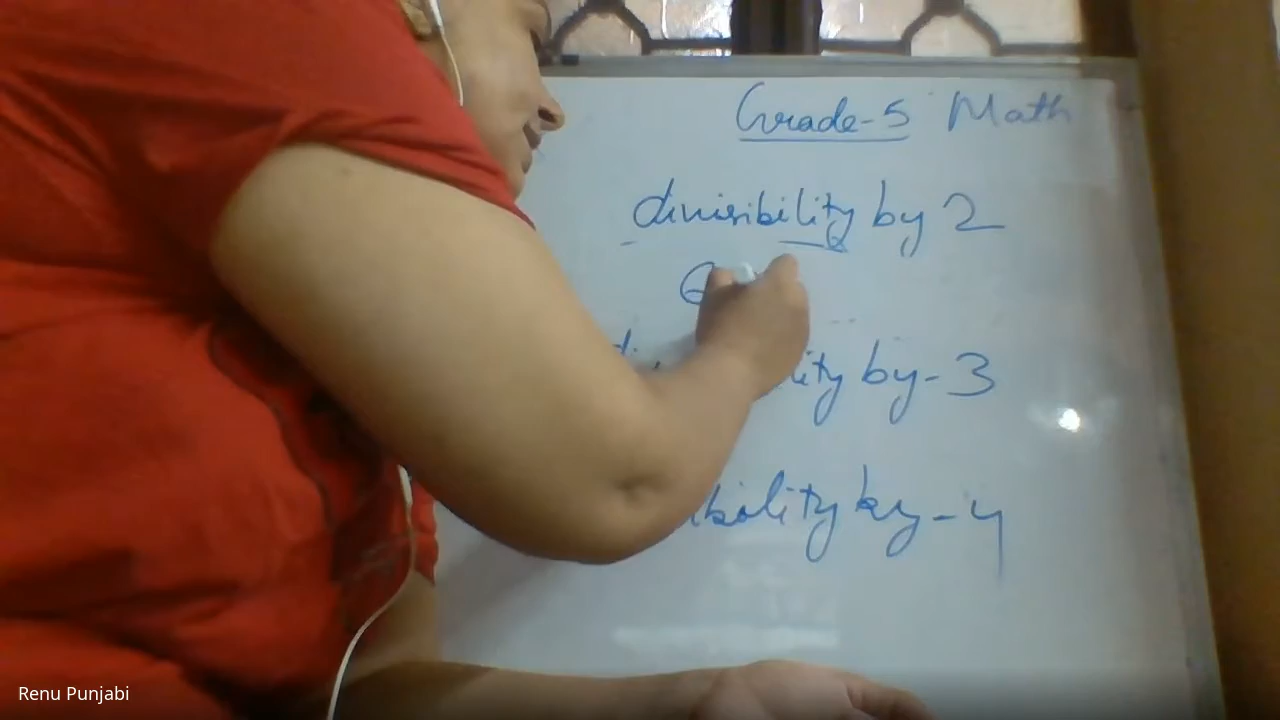 Grade-5 Math
divisibility by 2
by-3
by-4
Renu Punjabi